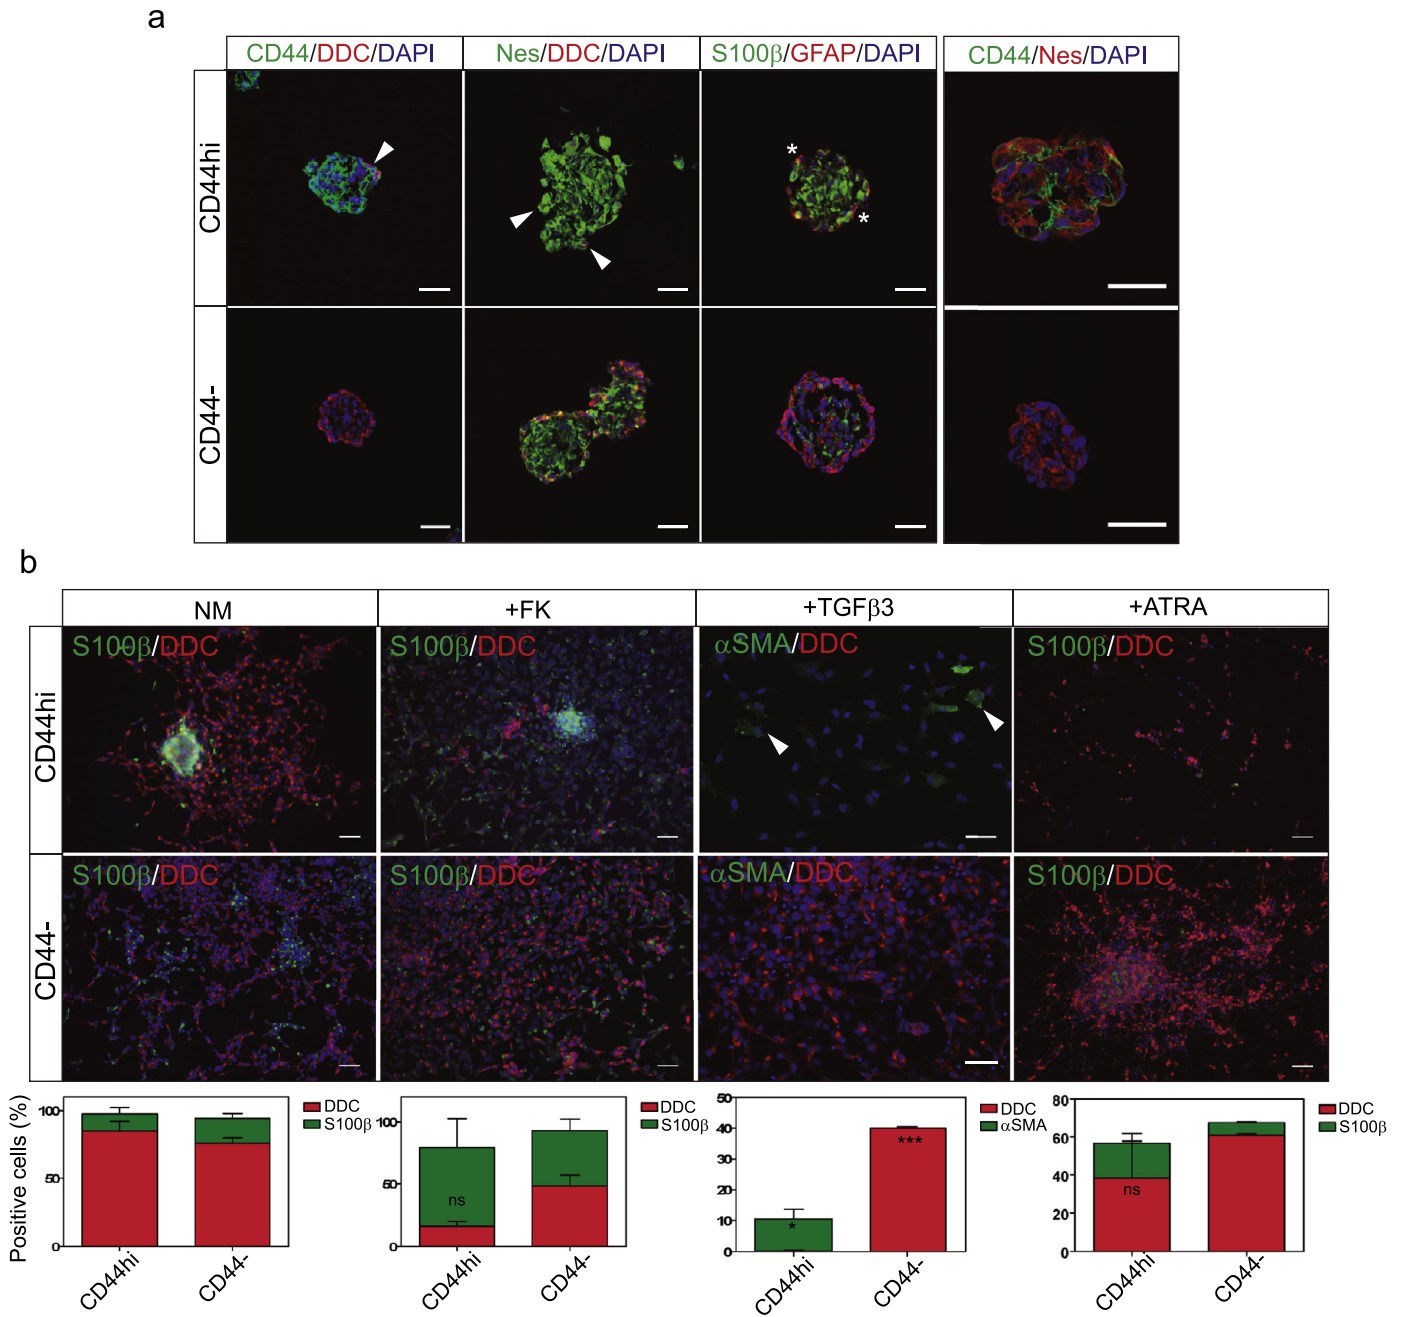 a
CD44/DDC/DAPI
Nes/DDC/DAPI
S100β/GFAP/DAPI
CD44/Nes/DAPI
CD44hi
*
*
CD44-
b
NM
+FK
+TGFβ3
+ATRA
CD44hi
S100β/DDC
S100β/DDC
αSMA/DDC
S100β/DDC
CD44-
S100β/DDC
S100β/DDC
αSMA/DDC
S100β/DDC
Positive cells (%)
100
50
0
DDC
S100β
CD44hi
CD44-
100
50
0
ns
DDC
S100β
CD44hi
CD44-
50
40
30
20
10
0
*
***
DDC
αSMA
CD44hi
CD44-
80
60
40
20
0
ns
DDC
S100β
CD44hi
CD44-